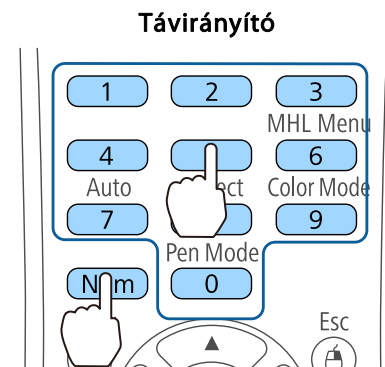 Távirányító
1 2 3
MHL Menu
4 6
Auto Color Mode
7 9
Pen Mode
0
Esc